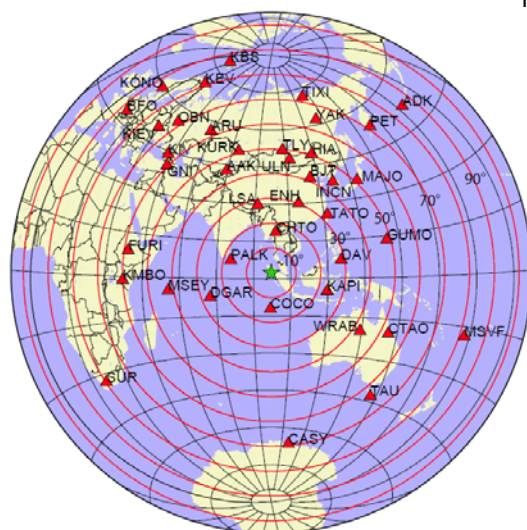 KBS
KEV
KONO
TIXI
ADK
BFO
OBN
YAK
PET
KIEV
ARU
KIV
KURK
TLY
ULN
HIA
GNI
AAK
BJT
INCN
MAJO
90°
70°
LSA
ENH
TATO
50°
CHTO
30°
GUMO
FURI
PALK
10°
DAV
KMBO
MSEY
DGAR
KAPI
COCO
WRAB
CTAO
MSVF
SUR
TAU
CASY